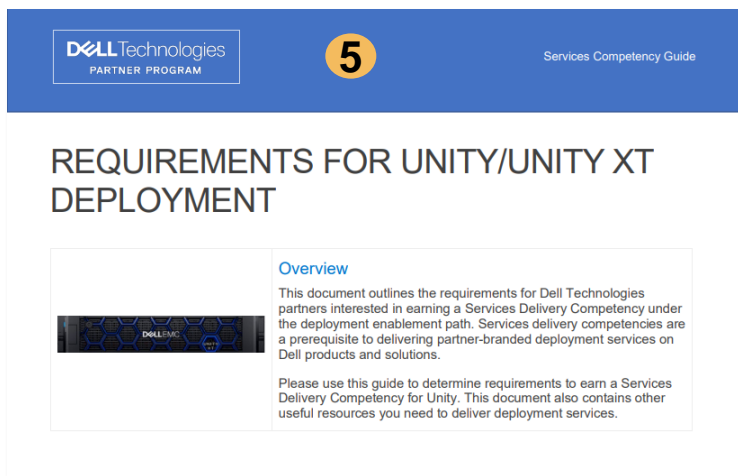 DELLTechnologies
PARTNER PROGRAM
5
Services Competency Guide
REQUIREMENTS FOR UNITY/UNITY XT
DEPLOYMENT
DELLEMC
UNITY
XT
Overview
This document outlines the requirements for Dell Technologies
partners interested in earning a Services Delivery Competency under
the deployment enablement path. Services delivery competencies are
a prerequisite to delivering partner-branded deployment services on
Dell products and solutions.
Please use this guide to determine requirements to earn a Services
Delivery Competency for Unity. This document also contains other
useful resources you need to deliver deployment services.